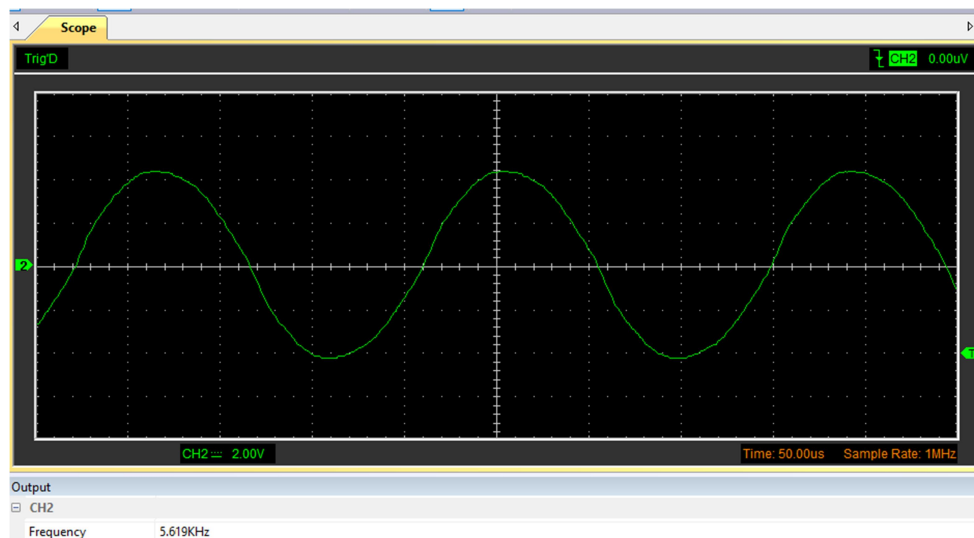 Scope
Trig'D
CH2 0.00uV
2
T
CH2 2.00V
Time: 50.00us Sample Rate: 1MHz
Output
CH2
Frequency 5.619KHz